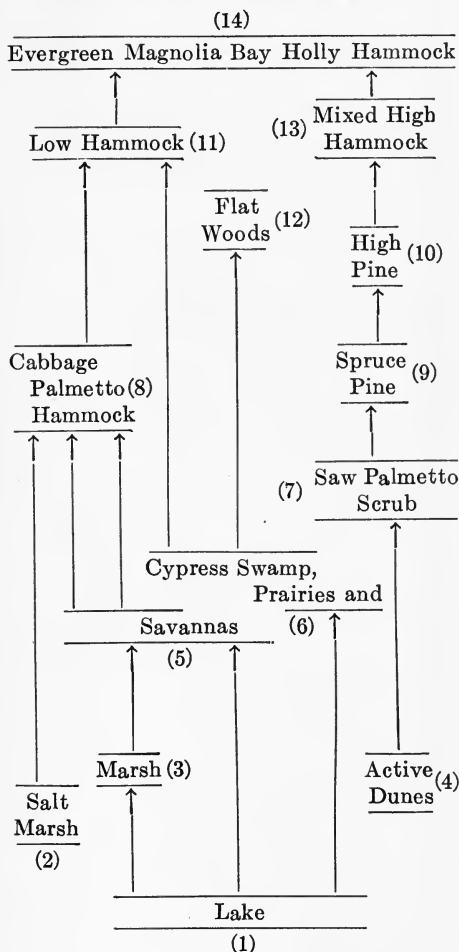 (14)
Evergreen Magnolia Bay Holly Hammock
Low Hammock (11)
(13) Mixed High
Hammock
Flat
Woods (12)
High
Pine (10)
Cabbage
Palmetto (8)
Hammock
Spruce
Pine (9)
(7) Saw Palmetto
Scrub
Cypress Swamp,
Prairies and
(6)
Savannas
(5)
Marsh (3)
Active
Dunes (4)
Salt
Marsh
(2)
Lake
(1)